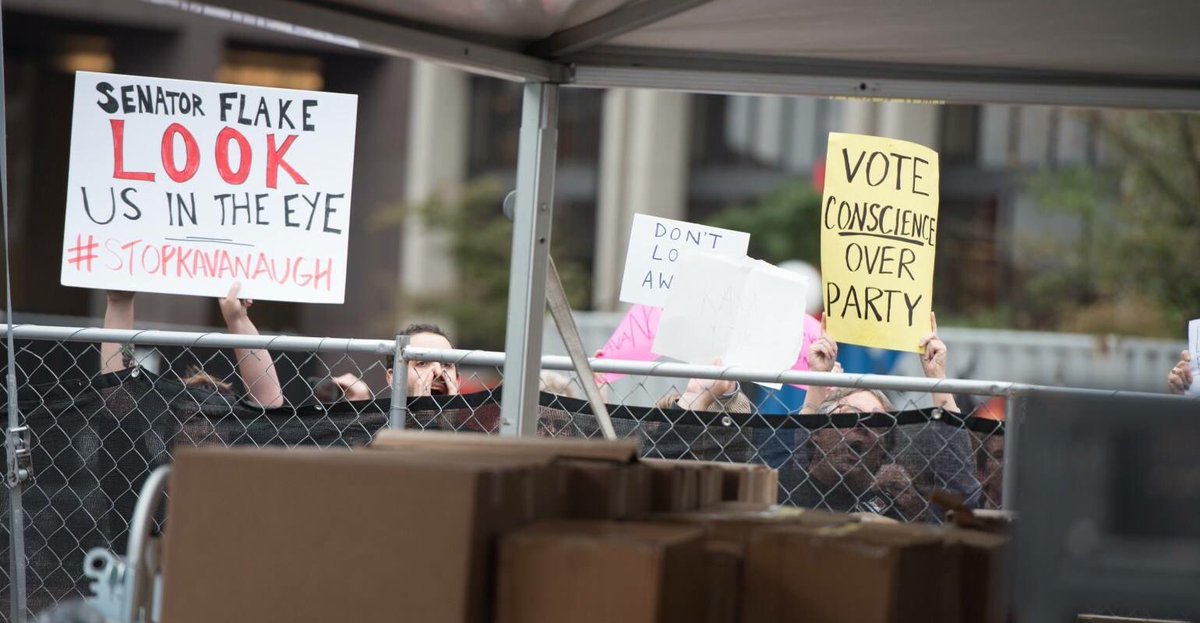 SENATOR FLAKE
LOOK
US IN THE EYE
#STOPKAVANAUGH
DON'T
VOTE
CONSCIENCE
OVER
PARTY